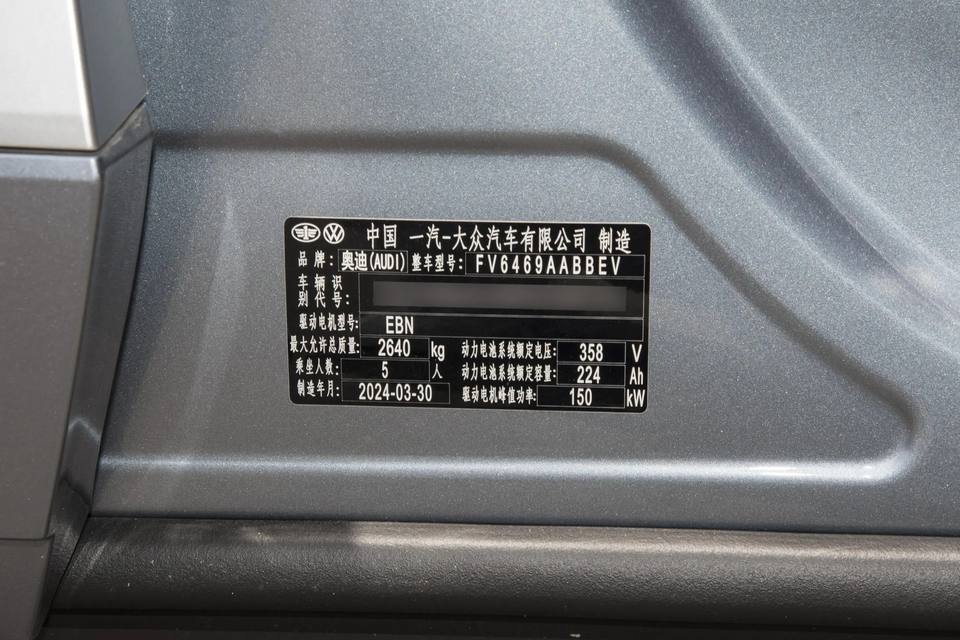 中国 一汽-大众汽车有限公司 制造
品牌: 奥迪(AUDI) 整车型号: FV6469AABBEV
车辆识
别代号:
驱动电机型号: EBN
最大允许总质量: 2640 kg 动力电池系统额定电压: 358 V
乘坐人数: 5 人 动力电池系统额定容量: 224 Ah
制造年月: 2024-03-30 驱动电机峰值功率: 150 kW